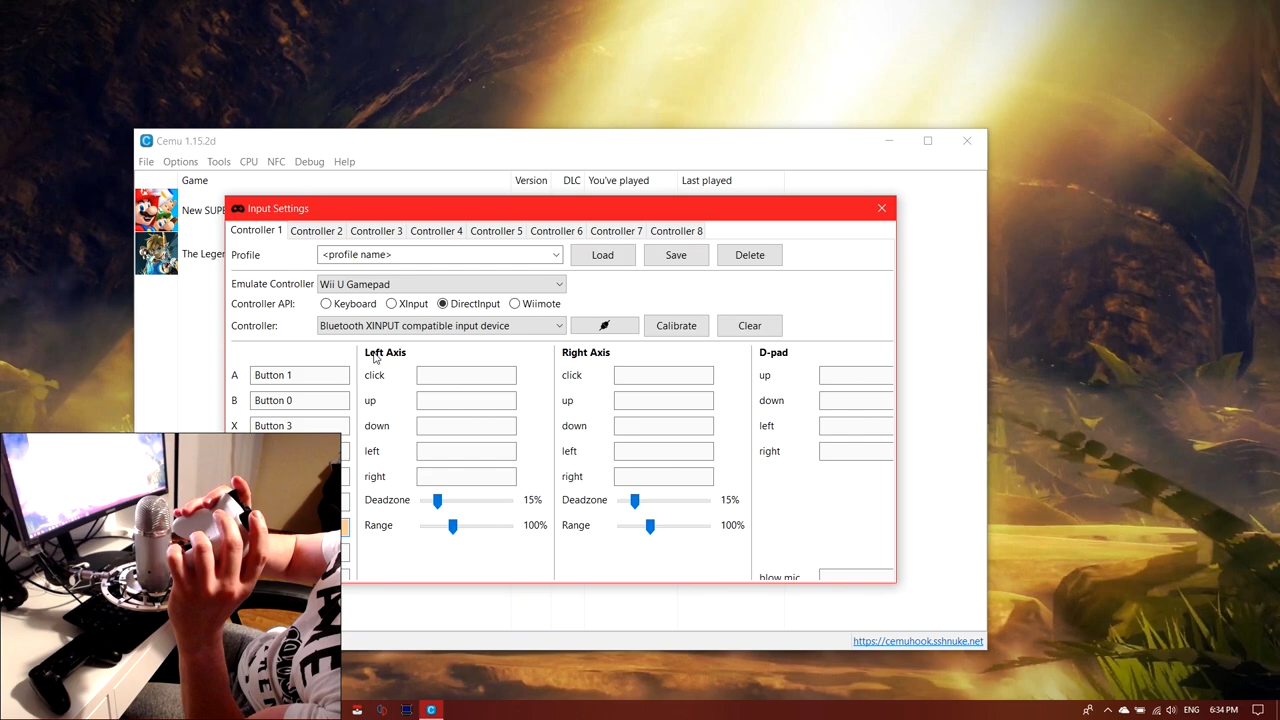 Cemu 1.15.2d
File Options Tools CPU NFC Debug Help
Game Version DLC You've played Last played
New SUPE
The Leger
Input Settings
Controller 1 Controller 2 Controller 3 Controller 4 Controller 5 Controller 6 Controller 7 Controller 8
Profile <profile name> Load Save Delete
Emulate Controller Wii U Gamepad
Controller API: Keyboard XInput DirectInput Wiimote
Controller: Bluetooth XINPUT compatible input device Calibrate Clear
Left Axis Right Axis D-pad
A Button 1 click click up
B Button 0 up up down
X Button 3 down down left
left left right
right right
Deadzone 15% Deadzone 15%
Range 100% Range 100%
blow mic
https://cemuhook.sshnuke.net
ENG 6:34 PM